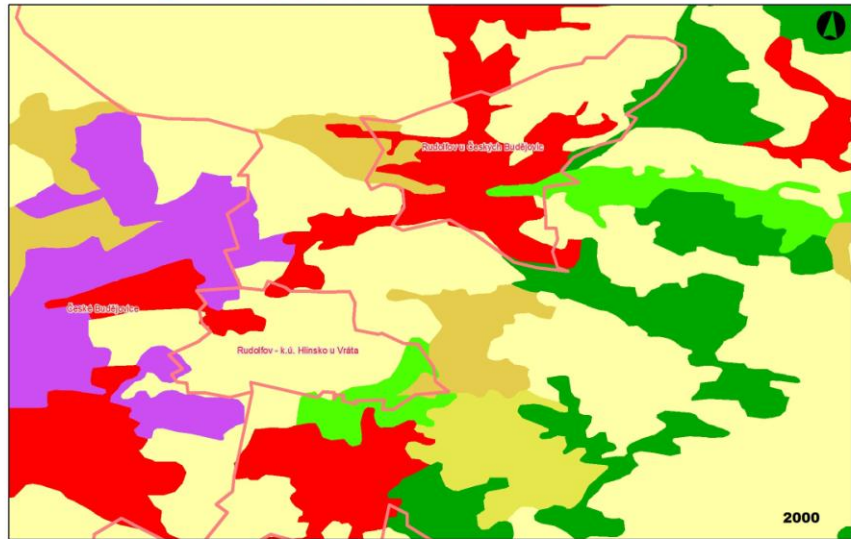 Rudolfov u Českých Budějovic
České Budějovice
Rudolfov - k.ú. Hlinsko u Vráta
2000